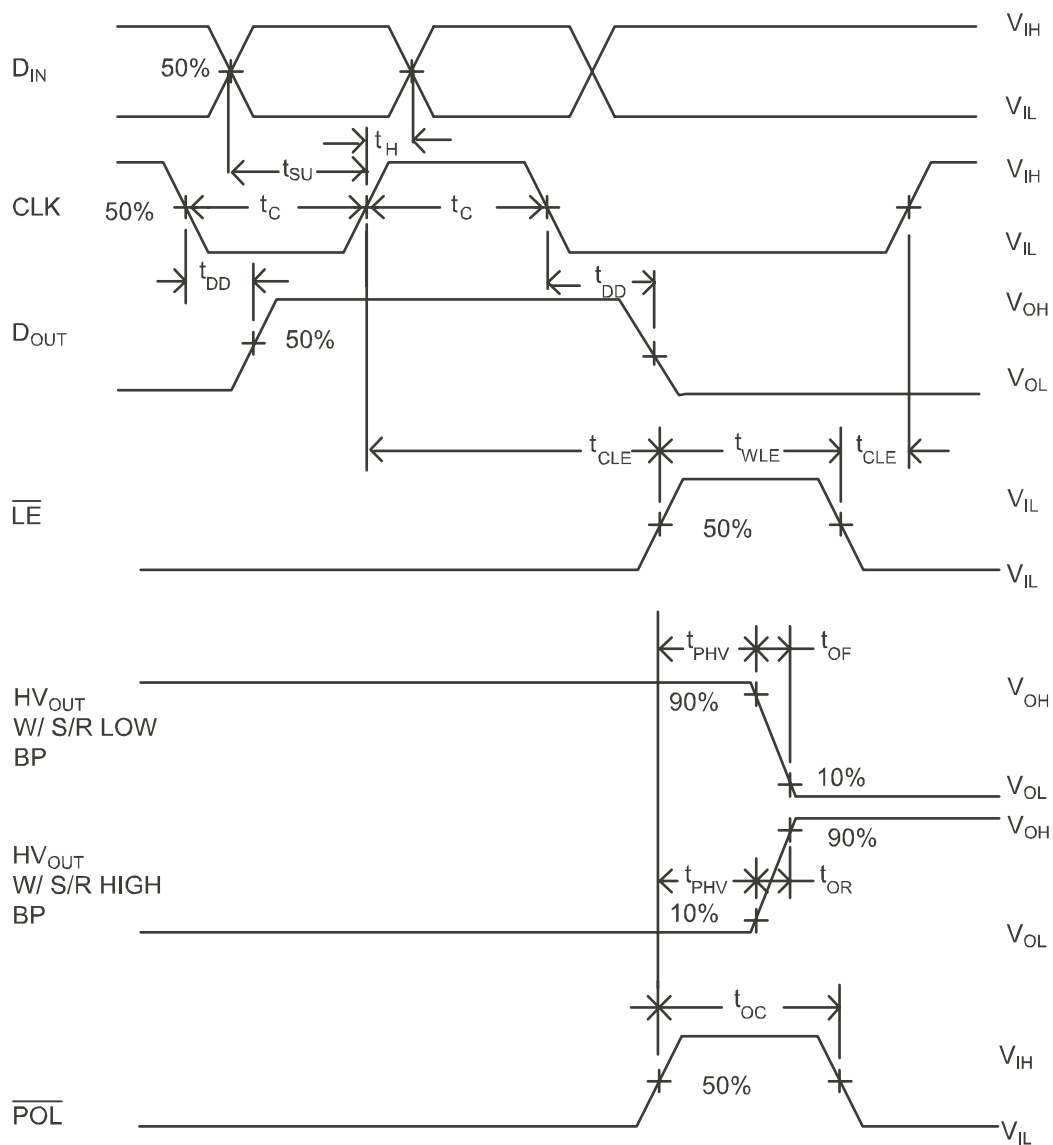 V_IH
D_IN
50%
V_IL
t_H
t_SU
V_IH
CLK
50%
t_C
t_C
V_IL
t_DD
t_DD
V_OH
D_OUT
50%
V_OL
t_CLE
t_WLE
t_CLE
LE
V_IL
50%
V_IL
t_PHV
t_OF
HV_OUT
W/ S/R LOW
BP
90%
V_OH
10%
V_OL
V_OH
HV_OUT
W/ S/R HIGH
BP
90%
t_PHV
t_OR
10%
V_OL
t_OC
V_IH
50%
POL
V_IL